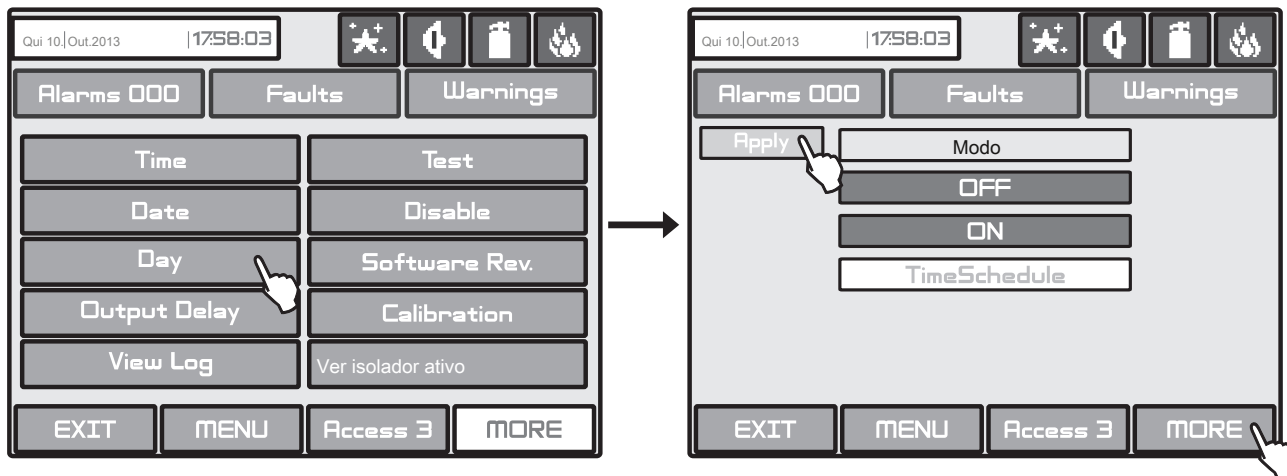 Qui 10. Out.2013 17:58:03
Alarms 000 Faults Warnings
Time Test
Date Disable
Day Software Rev.
Output Delay Calibration
View Log Ver isolador ativo
EXIT MENU Access 3 MORE
Qui 10. Out.2013 17:58:03
Alarms 000 Faults Warnings
Apply Modo
OFF
ON
TimeSchedule
EXIT MENU Access 3 MORE